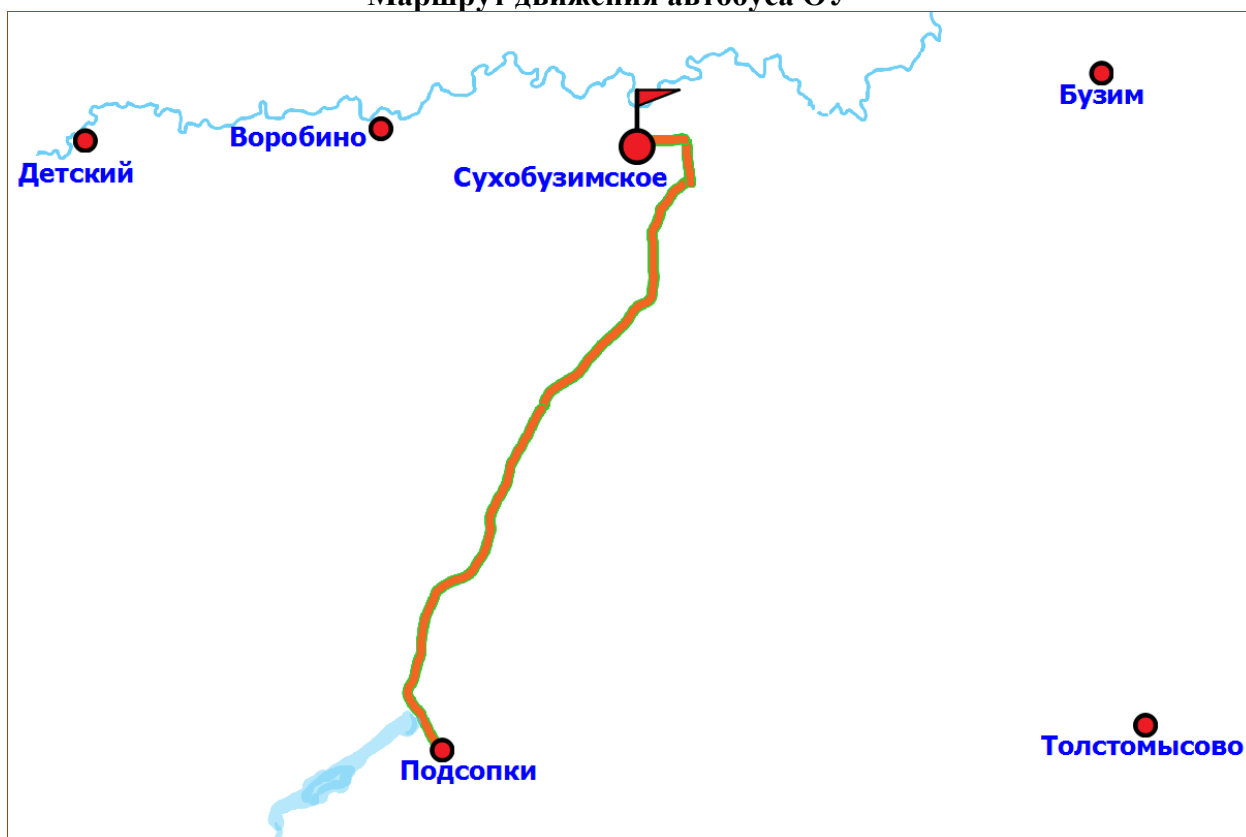 Маршрут движения автобуса ОУ
Бузим
Воробино
Детский
Сухобузимское
Толстомысово
Подсопки